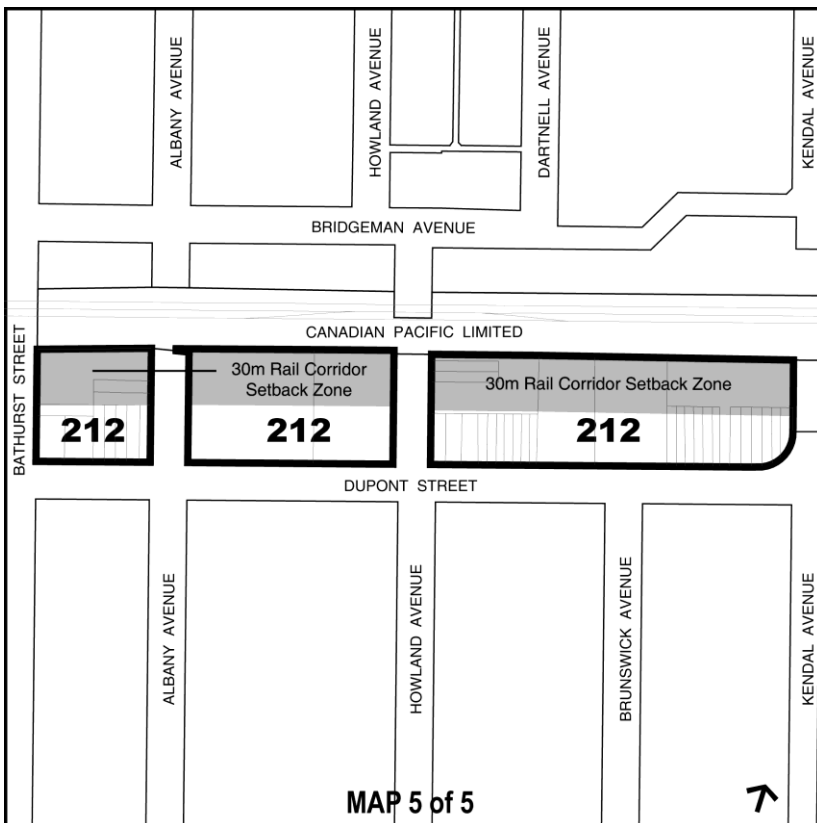 ALBANY AVENUE
HOWLAND AVENUE
DARTNELL AVENUE
KENDAL AVENUE
BRIDGEMAN AVENUE
CANADIAN PACIFIC LIMITED
BATHURST STREET
30m Rail Corridor
Setback Zone
30m Rail Corridor Setback Zone
212
212
212
DUPONT STREET
ALBANY AVENUE
HOWLAND AVENUE
BRUNSWICK AVENUE
KENDAL AVENUE
MAP 5 of 5